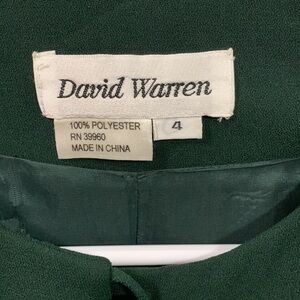 David Warren
100% POLYESTER
RN 39960
MADE IN CHINA
4